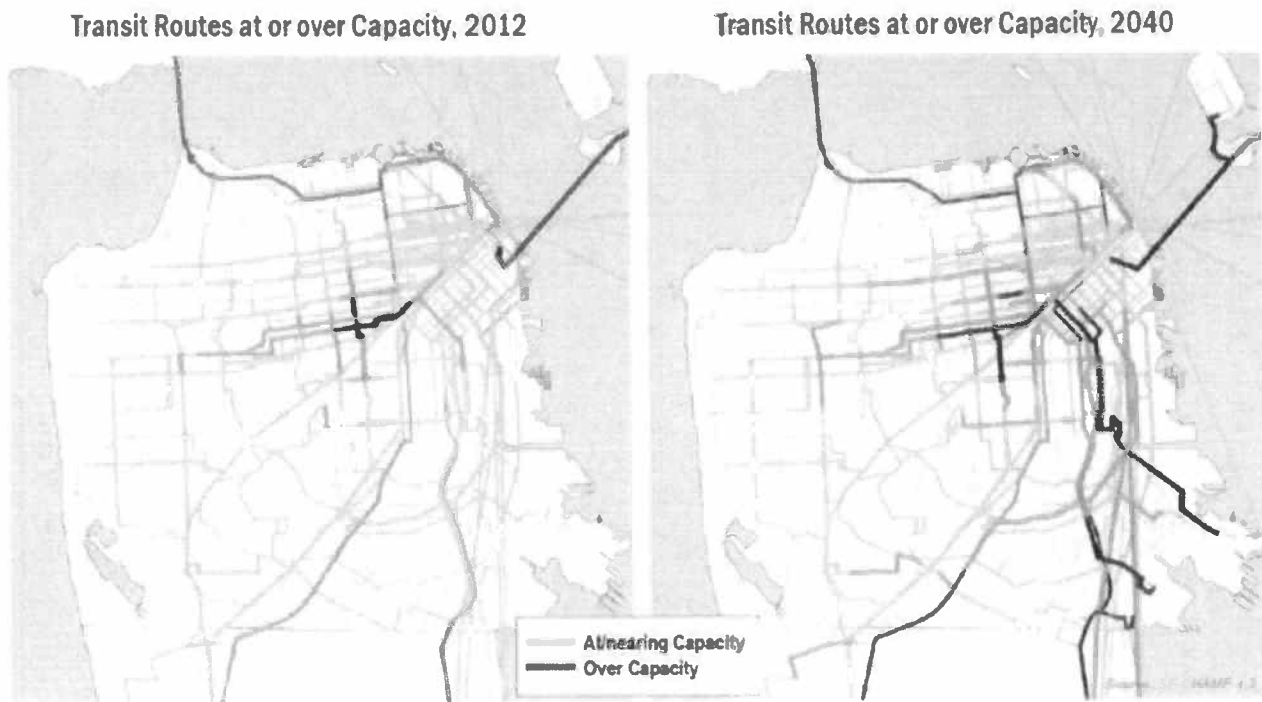 Transit Routes at or over Capacity, 2012
Transit Routes at or over Capacity, 2040
At/nearing Capacity
Over Capacity